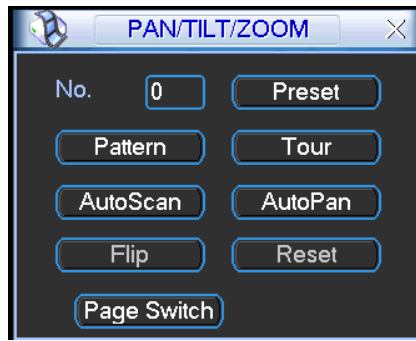 PAN/TILT/ZOOM
No. 0 Preset
Pattern Tour
AutoScan AutoPan
Flip Reset
Page Switch